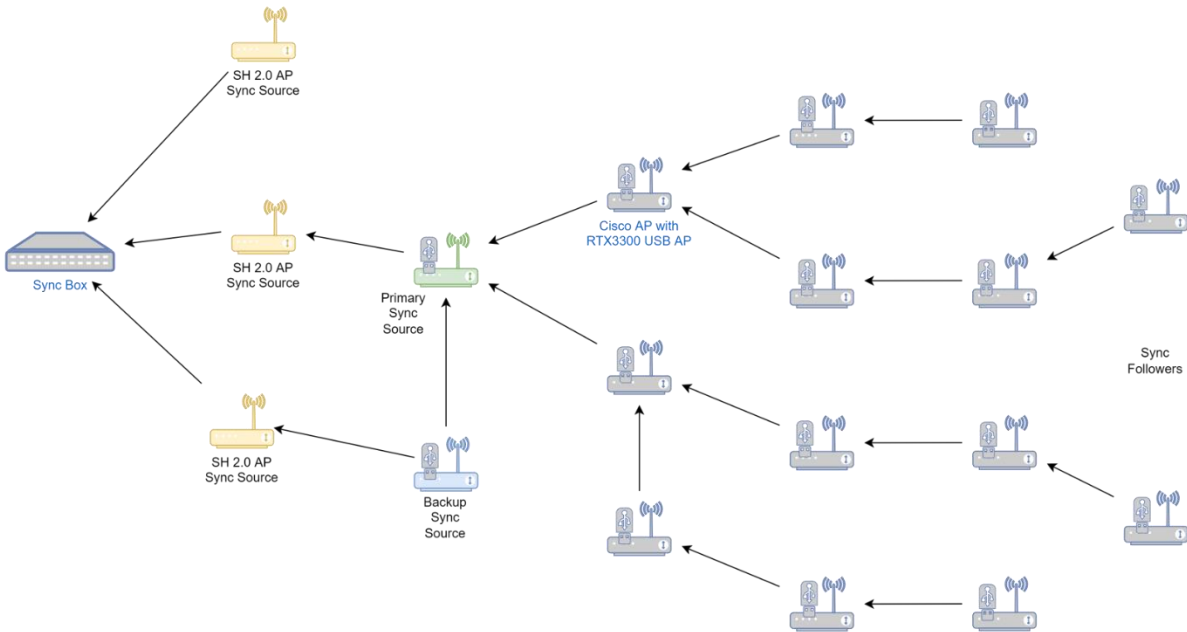 SH 2.0 AP
Sync Source
SH 2.0 AP
Sync Source
Sync Box
Cisco AP with
RTX3300 USB AP
Primary
Sync
Source
Sync
Followers
SH 2.0 AP
Sync Source
Backup
Sync
Source